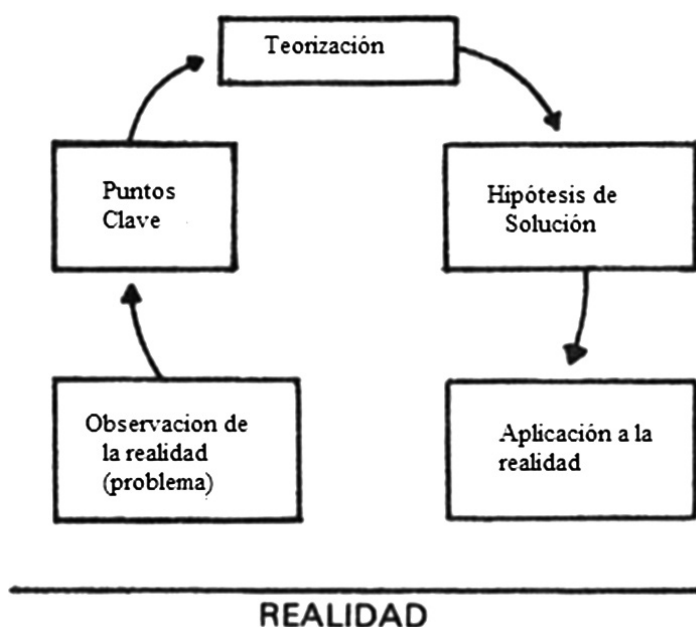 Teorización
Puntos
Clave
Hipótesis de
Solución
Observacion de
la realidad
(problema)
Aplicación a la
realidad
REALIDAD